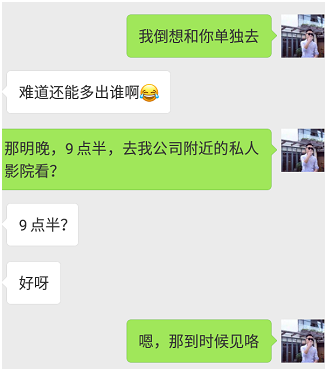 我倒想和你单独去
难道还能多出谁啊😂
那明晚，9点半，去我公司附近的私人
影院看？
9点半？
好呀
嗯，那到时候见咯